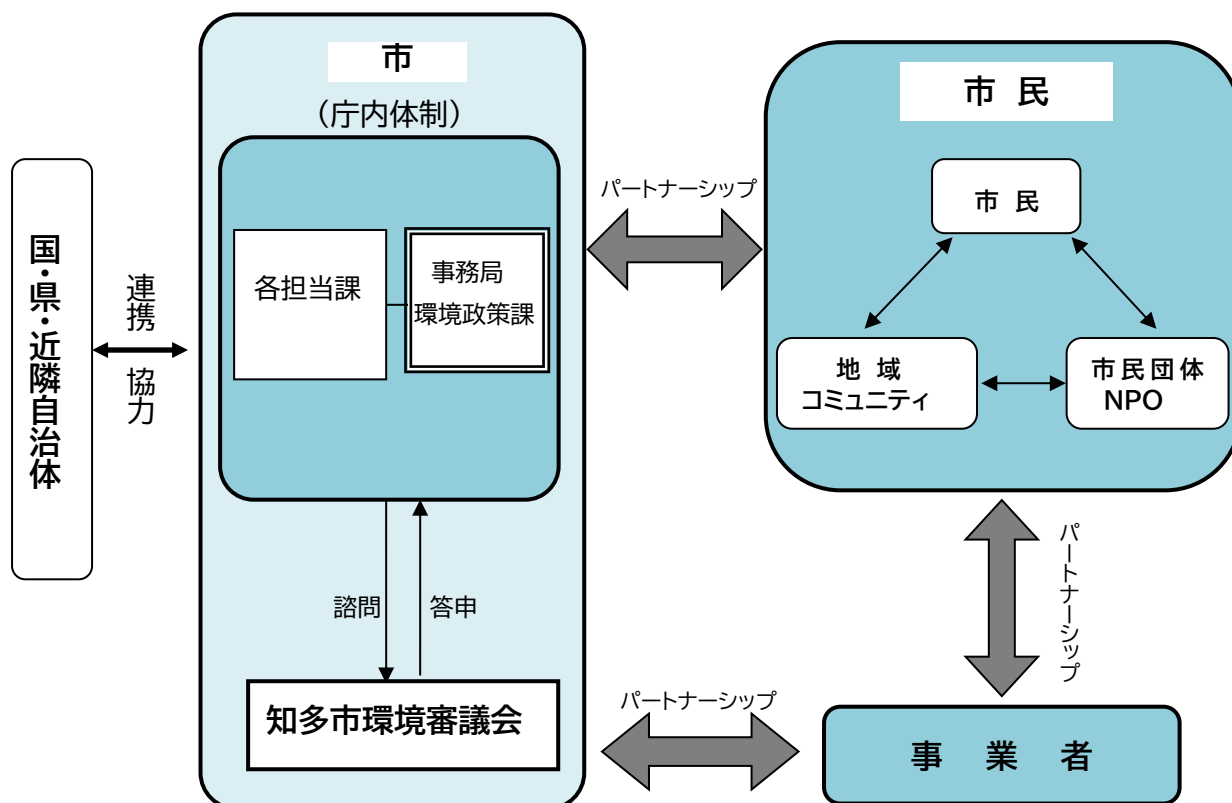 国・県・近隣自治体
連携
協力
市
（庁内体制）
各担当課
事務局
環境政策課
諮問
答申
知多市環境審議会
パートナーシップ
市 民
市 民
地 域
コミュニティ
市民団体
NPO
パートナーシップ
パートナーシップ
事 業 者